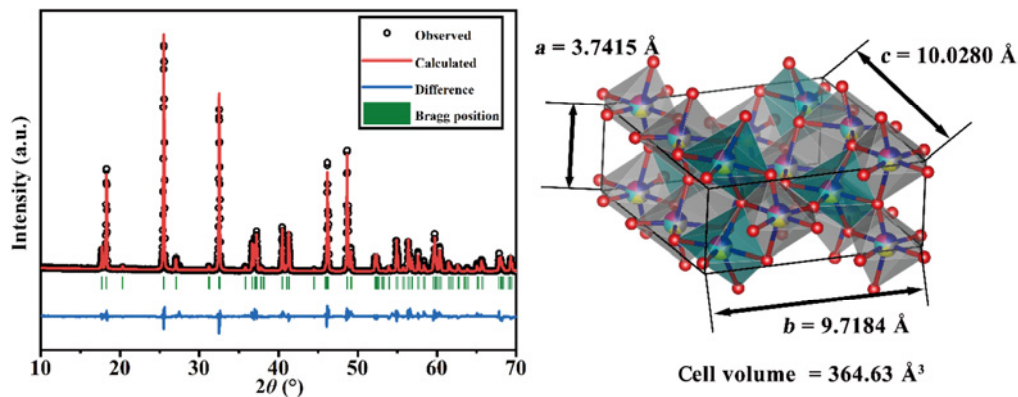 Observed
Calculated
Difference
Bragg position
Intensity (a.u.)
10 20 30 40 50 60 70
2θ (°)
a = 3.7415 Å
c = 10.0280 Å
b = 9.7184 Å
Cell volume = 364.63 Å³